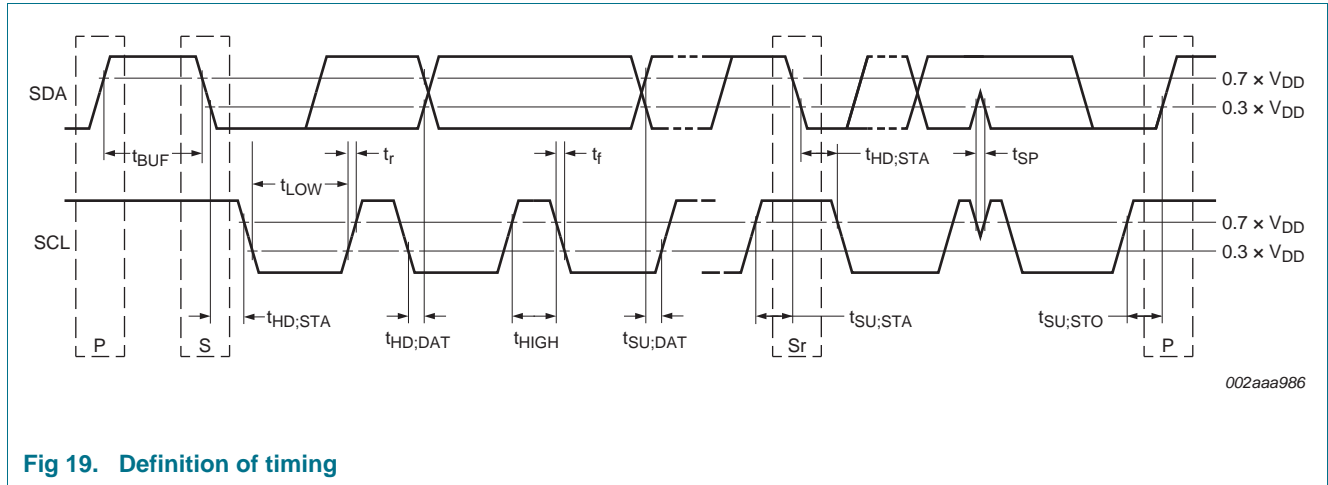 SDA
0.7 × VDD
0.3 × VDD
tBUF
tLOW
tr
tf
tHD;STA
tSP
SCL
0.7 × VDD
0.3 × VDD
tHD;STA
tHD;DAT
tHIGH
tSU;DAT
tSU;STA
tSU;STO
P
S
Sr
P
002aaa986
Fig 19. Definition of timing